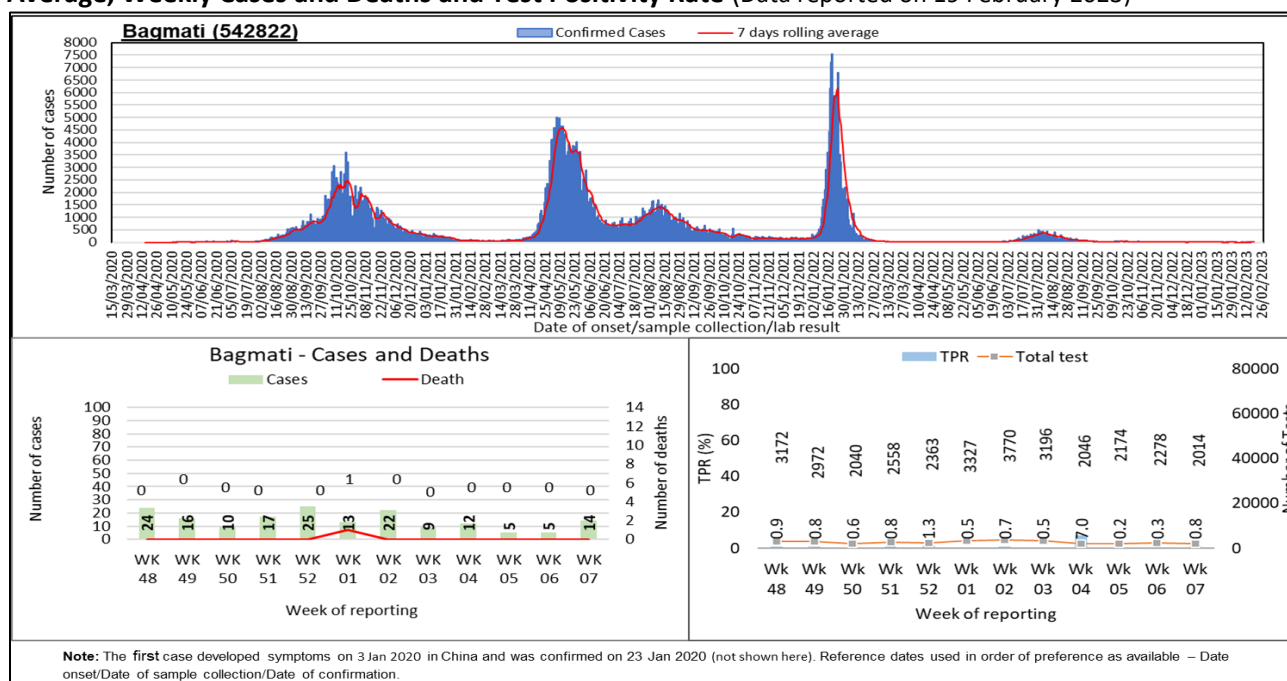 Average, Weekly Cases and Deaths and Test Positivity Rate (Data reported on 19 February 2023)
Bagmati (542822)
Confirmed Cases 7 days rolling average
Number of cases
8000
7500
7000
6500
6000
5500
5000
4500
4000
3500
3000
2500
2000
1500
1000
500
0
15/03/2020 29/03/2020 12/04/2020 26/04/2020 10/05/2020 24/05/2020 07/06/2020 21/06/2020 05/07/2020 19/07/2020 02/08/2020 16/08/2020 30/08/2020 13/09/2020 27/09/2020 11/10/2020 25/10/2020 08/11/2020 22/11/2020 06/12/2020 20/12/2020 03/01/2021 17/01/2021 31/01/2021 14/02/2021 28/02/2021 14/03/2021 28/03/2021 11/04/2021 25/04/2021 09/05/2021 23/05/2021 06/06/2021 20/06/2021 04/07/2021 18/07/2021 01/08/2021 15/08/2021 29/08/2021 12/09/2021 26/09/2021 10/10/2021 24/10/2021 07/11/2021 21/11/2021 05/12/2021 19/12/2021 02/01/2022 16/01/2022 30/01/2022 13/02/2022 27/02/2022 13/03/2022 27/03/2022 10/04/2022 24/04/2022 08/05/2022 22/05/2022 05/06/2022 19/06/2022 03/07/2022 17/07/2022 31/07/2022 14/08/2022 28/08/2022 11/09/2022 25/09/2022 09/10/2022 23/10/2022 06/11/2022 20/11/2022 04/12/2022 18/12/2022 01/01/2023 15/01/2023 29/01/2023 12/02/2023 26/02/2023
Date of onset/sample collection/lab result
Bagmati - Cases and Deaths
Cases Death
Number of cases
100
90
80
70
60
50
40
30
20
10
0
0 0 0 0 0 1 0 0 0 0 0 0
24 16 10 17 25 13 22 9 12 5 5 14
14
12
10
8
6
4
2
0
Number of deaths
WK WK WK WK WK WK WK WK WK WK WK WK
48 49 50 51 52 01 02 03 04 05 06 07
Week of reporting
TPR Total test
TPR (%)
100
80
60
40
20
0
3172 2972 2040 2558 2363 3327 3770 3196 2046 2174 2278 2014
0.9 0.8 0.6 0.8 1.3 0.5 0.7 0.5 7.0 0.2 0.3 0.8
80000
60000
40000
20000
0
Number of Tests
Wk Wk Wk Wk Wk Wk Wk Wk Wk Wk Wk Wk
48 49 50 51 52 01 02 03 04 05 06 07
Week of reporting
Note: The first case developed symptoms on 3 Jan 2020 in China and was confirmed on 23 Jan 2020 (not shown here). Reference dates used in order of preference as available – Date
onset/Date of sample collection/Date of confirmation.